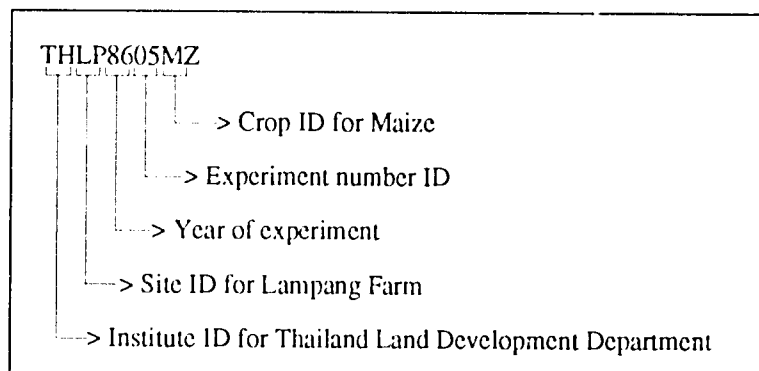 THLP8605MZ
> Crop ID for Maize
> Experiment number ID
> Year of experiment
> Site ID for Lampang Farm
> Institute ID for Thailand Land Development Department